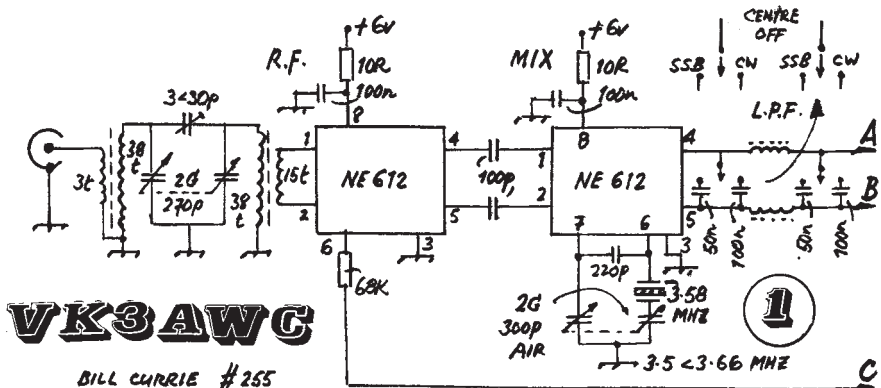 CENTRE
OFF
+6v
+6v
R.F.
10R
MIX
10R
SSB
CW
SSB
CW
3<30p
100n
100n
L.P.F.
8
8
1
4
1
4
A
38
t
2G
270p
38
t
3t
15t
NE 612
100p
NE 612
2
5
2
5
B
6
3
7
6
3
50n
100n
50n
100n
68K
220p
2G
300p
AIR
3.58
MHZ
1
VK3AWC
3.5 < 3.66 MHZ
BILL CURRIE #255
C